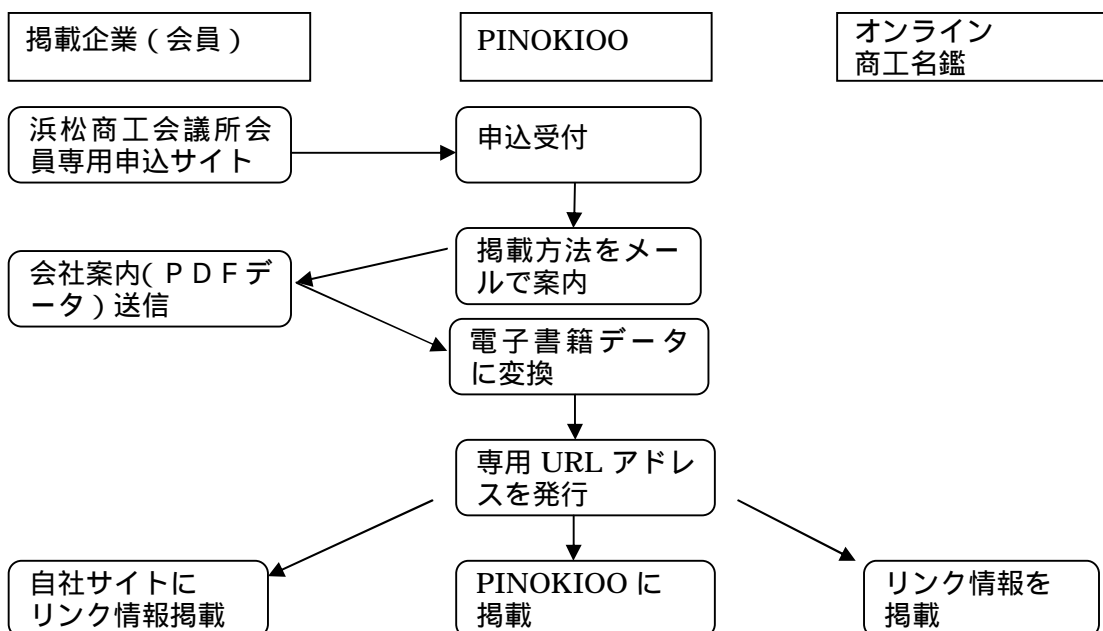 掲載企業(会員)
PINOKIOO
オンライン
商工名鑑
浜松商工会議所会
員専用申込サイト
申込受付
掲載方法をメー
ルで案内
会社案内(PDFデ
ータ)送信
電子書籍データ
に変換
専用 URL アドレ
スを発行
自社サイトに
リンク情報掲載
PINOKIOO に
掲載
リンク情報を
掲載